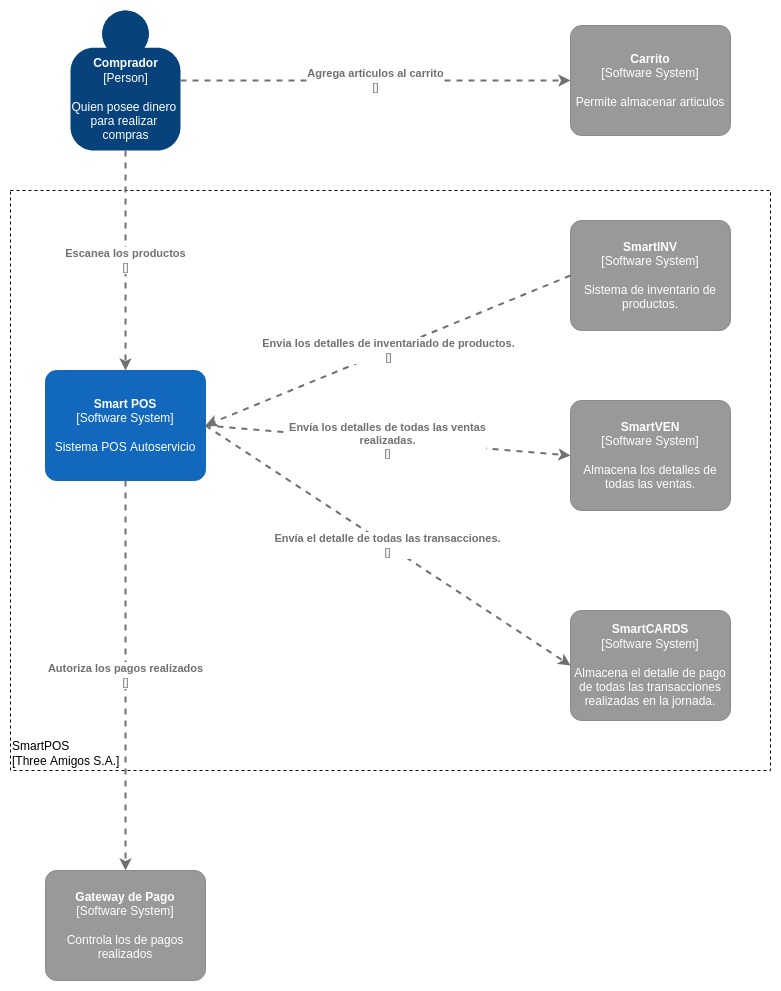 Comprador
[Person]
Quien posee dinero
para realizar
compras
Agrega articulos al carrito
[]
Carrito
[Software System]
Permite almacenar articulos
Escanea los productos
[]
SmartINV
[Software System]
Sistema de inventario de
productos.
Envia los detalles de inventariado de productos.
[]
Smart POS
[Software System]
Sistema POS Autoservicio
Envía los detalles de todas las ventas
realizadas.
[]
SmartVEN
[Software System]
Almacena los detalles de
todas las ventas.
Envía el detalle de todas las transacciones.
[]
SmartCARDS
[Software System]
Almacena el detalle de pago
de todas las transacciones
realizadas en la jornada.
Autoriza los pagos realizados
[]
SmartPOS
[Three Amigos S.A.]
Gateway de Pago
[Software System]
Controla los de pagos
realizados